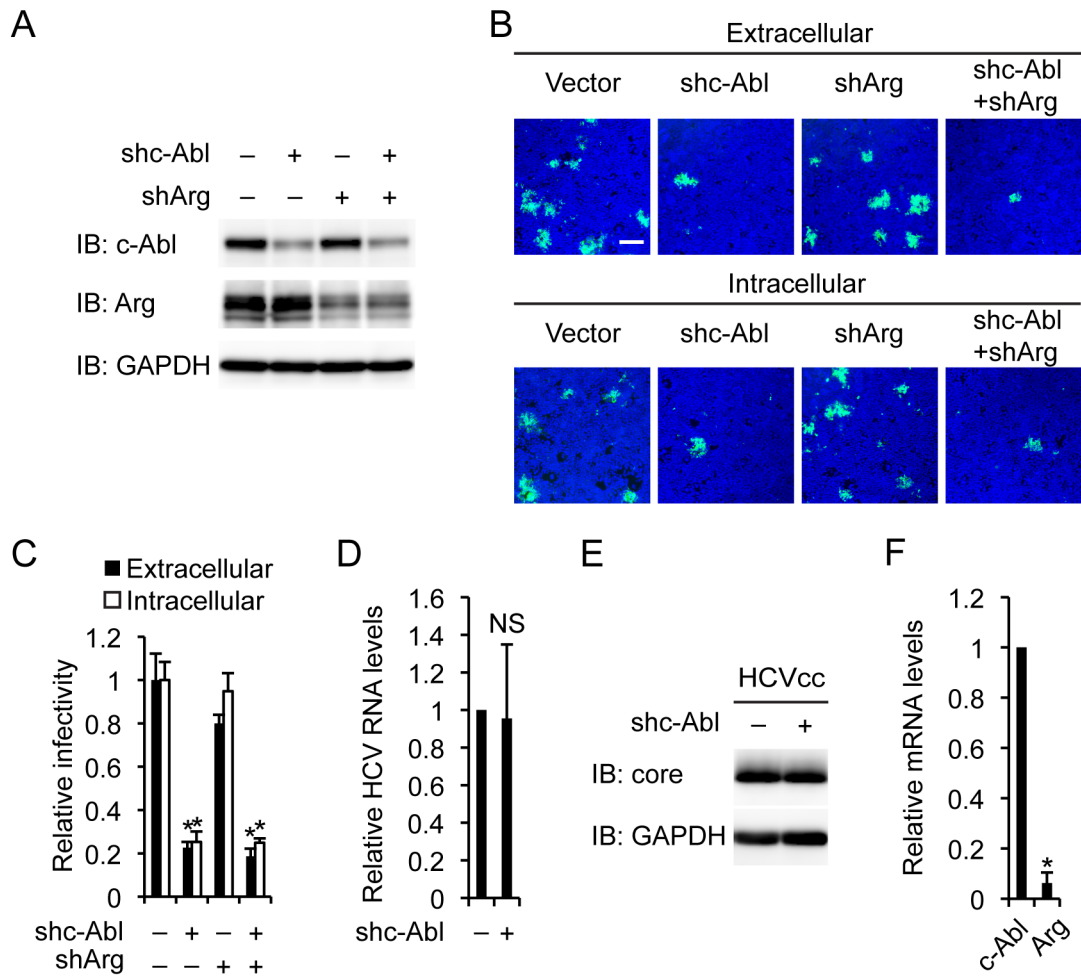 A
shc-Abl – + – +
shArg – – + +
IB: c-Abl
IB: Arg
IB: GAPDH
B
Extracellular
Vector shc-Abl shArg shc-Abl
+shArg
Intracellular
Vector shc-Abl shArg shc-Abl
+shArg
C
Extracellular
Intracellular
Relative infectivity
1.2
1
0.8
0.6
0.4
0.2
0
** **
shc-Abl – + – +
shArg – – + +
D
Relative HCV RNA levels
1.6
1.4
1.2
1
0.8
0.6
0.4
0.2
0
NS
shc-Abl – +
E
HCVcc
shc-Abl – +
IB: core
IB: GAPDH
F
Relative mRNA levels
1.2
1
0.8
0.6
0.4
0.2
0
*
c-Abl Arg